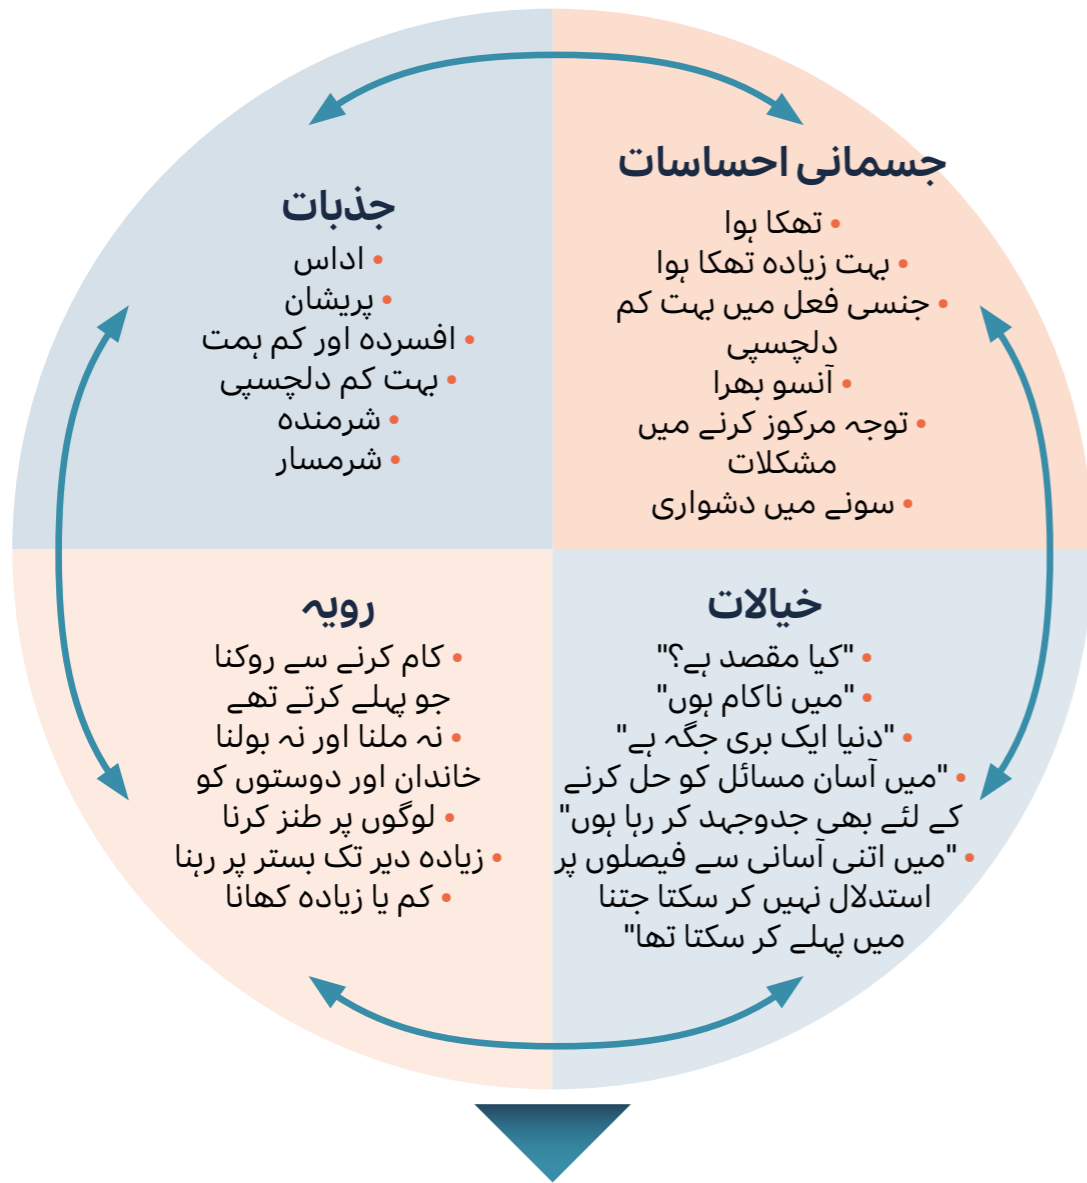 جسمانی احساسات
• تھکا ہوا
• بہت زیادہ تھکا ہوا
• جنسی فعل میں بہت کم
دلچسپی
• آنسو بھرا
• توجہ مرکوز کرنے میں
مشکلات
• سونے میں دشواری
جذبات
• اداس
• پریشان
• افسردہ اور کم ہمت
• بہت کم دلچسپی
• شرمندہ
• شرمسار
خیالات
• "کیا مقصد ہے؟"
• "میں ناکام ہوں"
• "دنیا ایک بری جگہ ہے"
• "میں آسان مسائل کو حل کرنے
کے لئے بھی جدوجہد کر رہا ہوں"
• "میں اتنی آسانی سے فیصلوں پر
استدلال نہیں کر سکتا جتنا
میں پہلے کر سکتا تھا"
رویہ
• کام کرنے سے روکنا
جو پہلے کرتے تھے
• نہ ملنا اور نہ بولنا
خاندان اور دوستوں کو
• لوگوں پر طنز کرنا
• زیادہ دیر تک بستر پر رہنا
• کم یا زیادہ کھانا